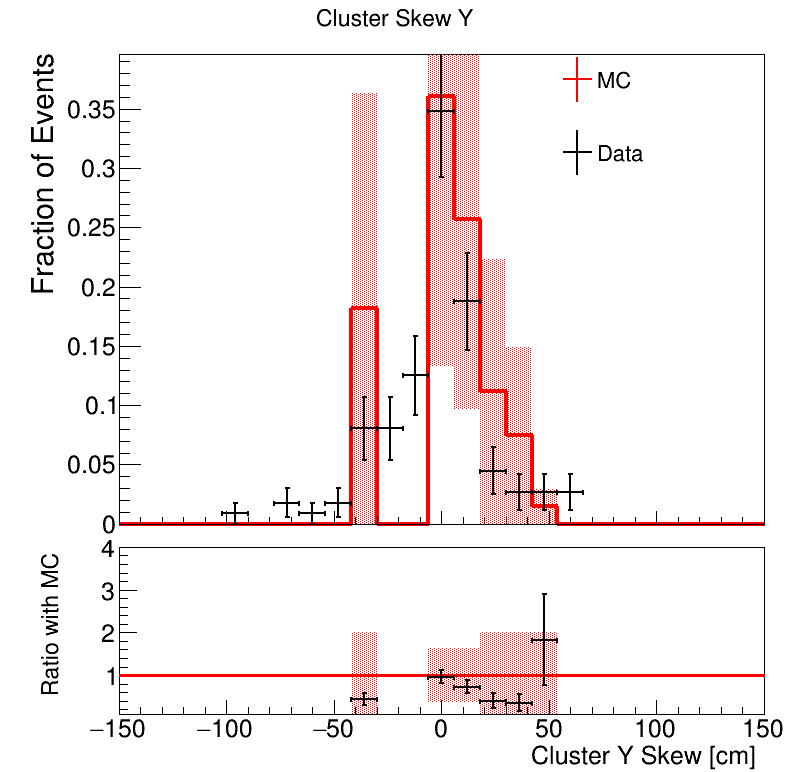 Cluster Skew Y
Fraction of Events
0.35
0.3
0.25
0.2
0.15
0.1
0.05
0
MC
Data
Ratio with MC
4
3
2
1
−150 −100 −50 0 50 100 150
Cluster Y Skew [cm]